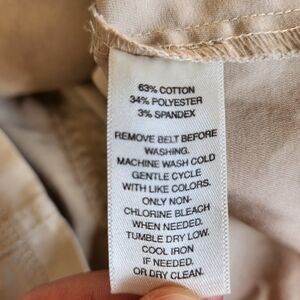 63% COTTON
34% POLYESTER
3% SPANDEX
REMOVE BELT BEFORE
WASHING.
MACHINE WASH COLD
GENTLE CYCLE
WITH LIKE COLORS.
ONLY NON-
CHLORINE BLEACH
WHEN NEEDED.
TUMBLE DRY LOW.
COOL IRON
IF NEEDED.
OR DRY CLEAN.